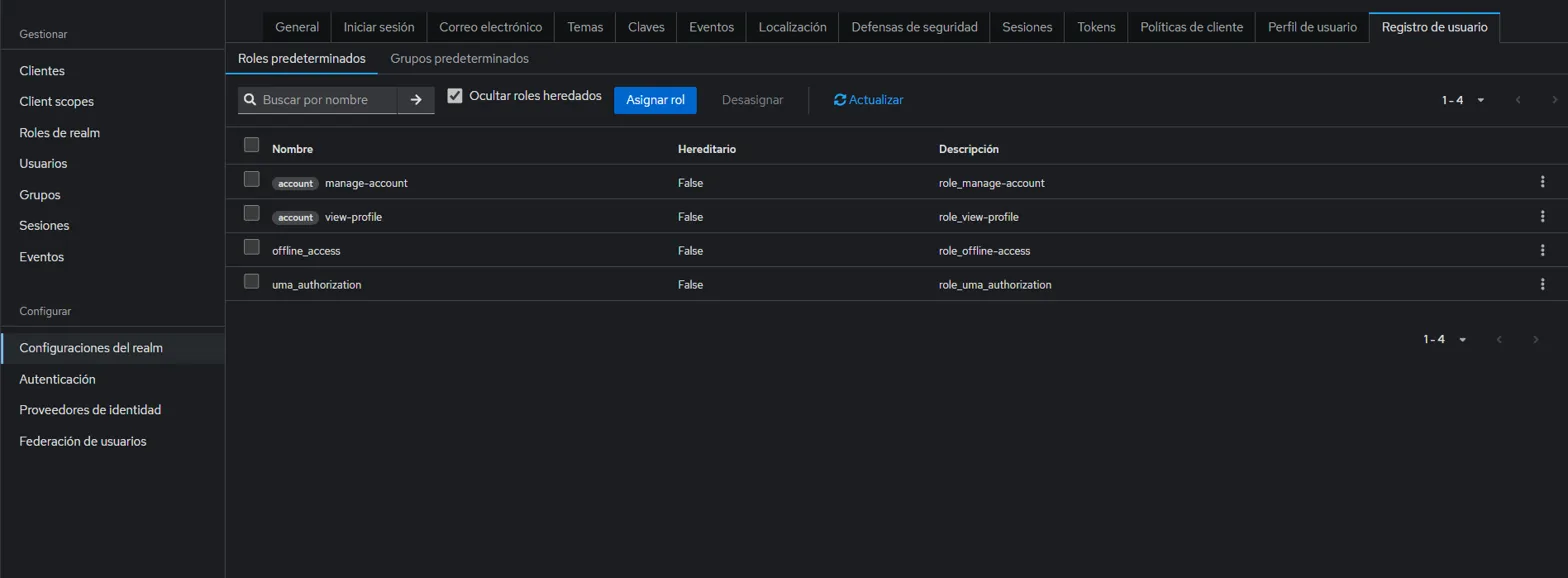 Gestionar
Clientes
Client scopes
Roles de realm
Usuarios
Grupos
Sesiones
Eventos
Configurar
Configuraciones del realm
Autenticación
Proveedores de identidad
Federación de usuarios
General Iniciar sesión Correo electrónico Temas Claves Eventos Localización Defensas de seguridad Sesiones Tokens Políticas de cliente Perfil de usuario Registro de usuario
Roles predeterminados Grupos predeterminados
Buscar por nombre Ocultar roles heredados Asignar rol Desasignar Actualizar 1 - 4
Nombre Hereditario Descripción
account manage-account False role_manage-account
account view-profile False role_view-profile
offline_access False role_offline-access
uma_authorization False role_uma_authorization
1 - 4